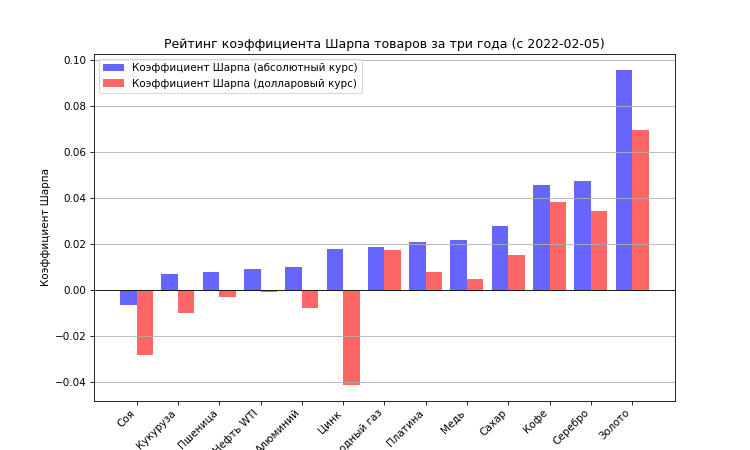 Рейтинг коэффициента Шарпа товаров за три года (с 2022-02-05)
Коэффициент Шарпа (абсолютный курс)
Коэффициент Шарпа (долларовый курс)
Коэффициент Шарпа
0.10
0.08
0.06
0.04
0.02
0.00
−0.02
−0.04
Соя
Кукуруза
Пшеница
Нефть WTI
Алюминий
Цинк
одный газ
Платина
Медь
Сахар
Кофе
Серебро
Золото